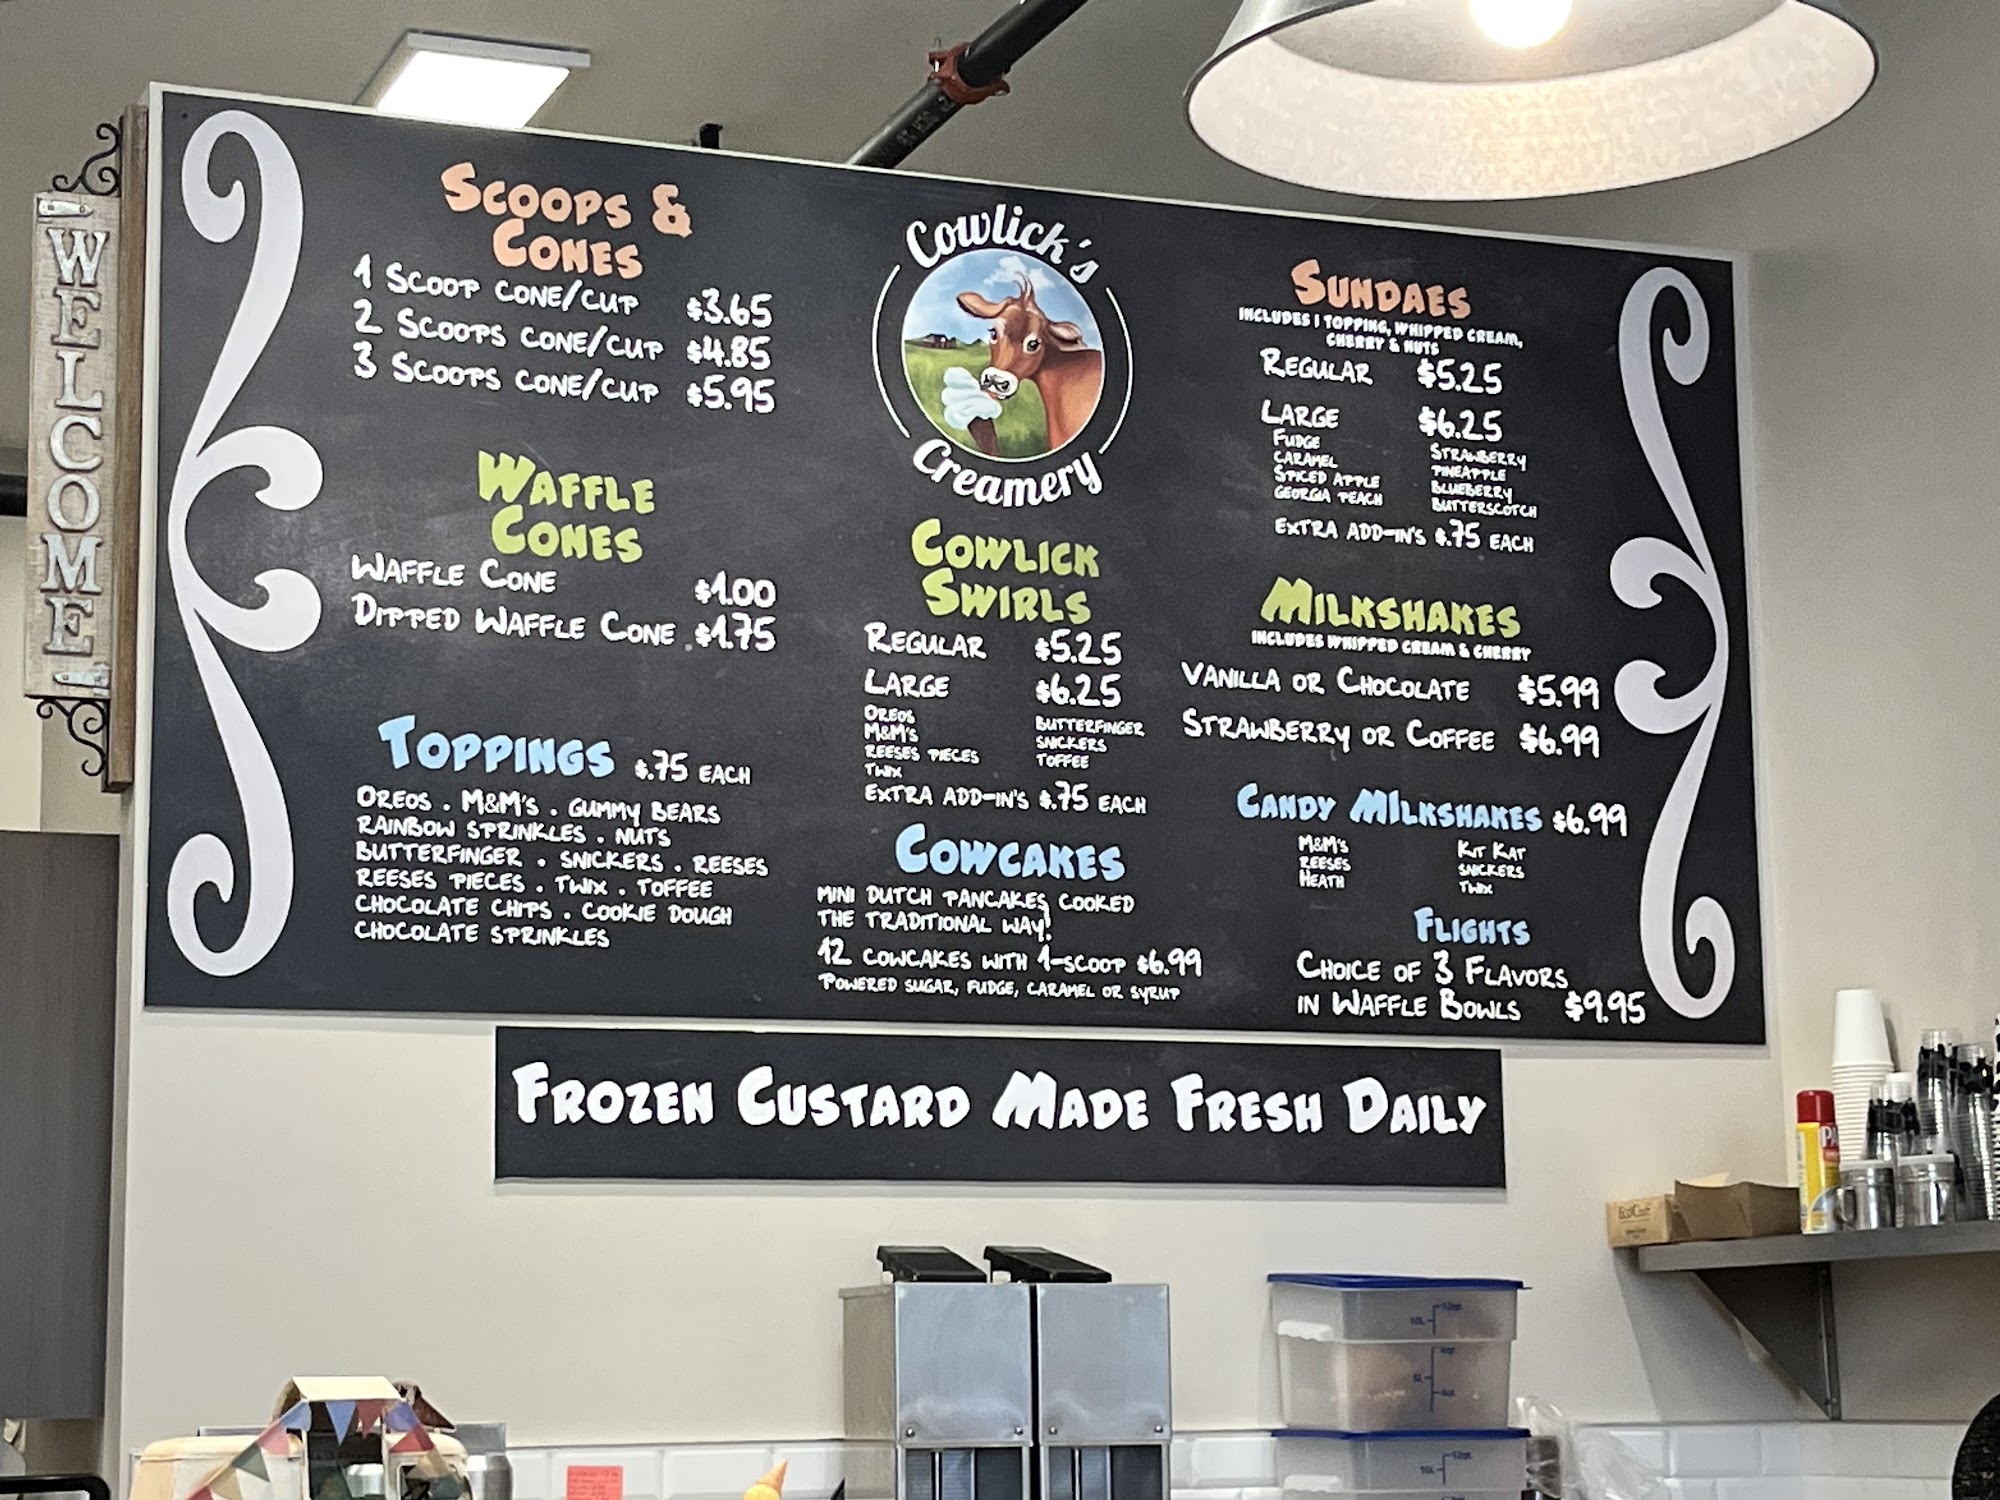 WELCOME
SCOOPS &
CONES
1 SCOOP CONE/CUP $3.65
2 SCOOPS CONE/CUP $4.85
3 SCOOPS CONE/CUP $5.95
WAFFLE
CONES
WAFFLE CONE $1.00
DIPPED WAFFLE CONE $1.75
TOPPINGS $.75 EACH
OREOS . M&M'S . GUMMY BEARS
RAINBOW SPRINKLES . NUTS
BUTTERFINGER . SNICKERS . REESES
REESES PIECES . TWIX . TOFFEE
CHOCOLATE CHIPS . COOKIE DOUGH
CHOCOLATE SPRINKLES
Cowlick's
Creamery
COWLICK
SWIRLS
REGULAR $5.25
LARGE $6.25
OREOS BUTTERFINGER
M&M'S SNICKERS
REESES PIECES TOFFEE
TWIX
EXTRA ADD-IN'S $.75 EACH
COWCAKES
MINI DUTCH PANCAKES COOKED
THE TRADITIONAL WAY!
12 COWCAKES WITH 1-SCOOP $6.99
POWERED SUGAR, FUDGE, CARAMEL OR SYRUP
SUNDAES
INCLUDES 1 TOPPING, WHIPPED CREAM,
CHERRY & NUTS
REGULAR $5.25
LARGE $6.25
FUDGE STRAWBERRY
CARAMEL PINEAPPLE
SPICED APPLE BLUEBERRY
GEORGIA PEACH BUTTERSCOTCH
EXTRA ADD-IN'S $.75 EACH
MILKSHAKES
INCLUDES WHIPPED CREAM & CHERRY
VANILLA OR CHOCOLATE $5.99
STRAWBERRY OR COFFEE $6.99
CANDY MILKSHAKES $6.99
M&M'S KIT KAT
REESES SNICKERS
HEATH TWIX
FLIGHTS
CHOICE OF 3 FLAVORS
IN WAFFLE BOWLS $9.95
FROZEN CUSTARD MADE FRESH DAILY